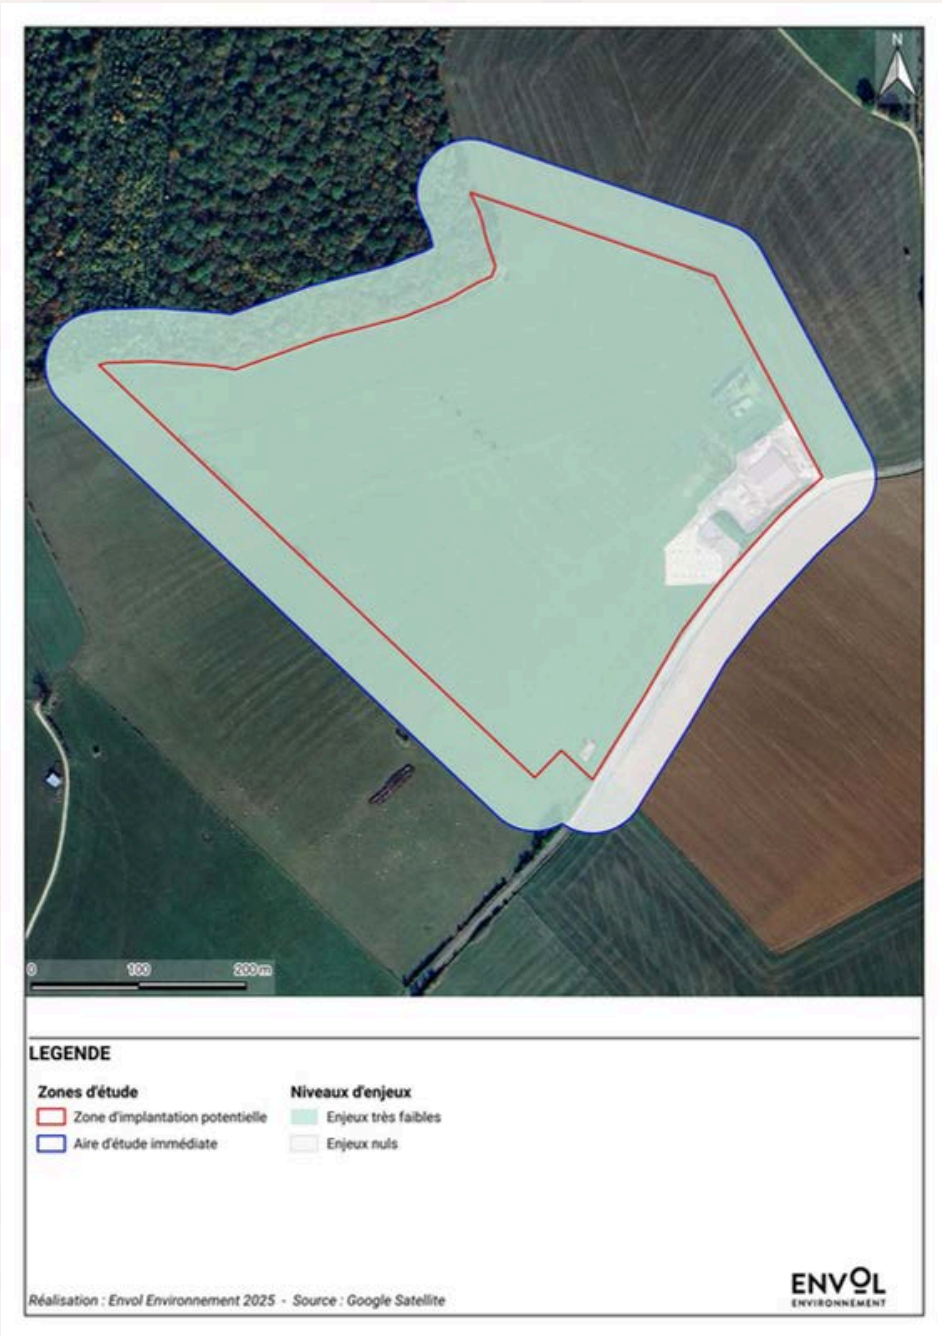 N
0 100 200 m
LEGENDE
Zones d'étude
Zone d'implantation potentielle
Aire d'étude immédiate
Niveaux d'enjeux
Enjeux très faibles
Enjeux nuls
Réalisation : Envol Environnement 2025 - Source : Google Satellite
ENVOL
ENVIRONNEMENT